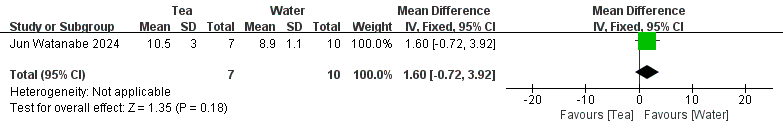 Tea Water Mean Difference Mean Difference
Study or Subgroup Mean SD Total Mean SD Total Weight IV, Fixed, 95% CI IV, Fixed, 95% CI
Jun Watanabe 2024 10.5 3 7 8.9 1.1 10 100.0% 1.60 [-0.72, 3.92]
Total (95% CI) 7 10 100.0% 1.60 [-0.72, 3.92]
Heterogeneity: Not applicable
Test for overall effect: Z = 1.35 (P = 0.18)
-20 -10 0 10 20
Favours [Tea] Favours [Water]